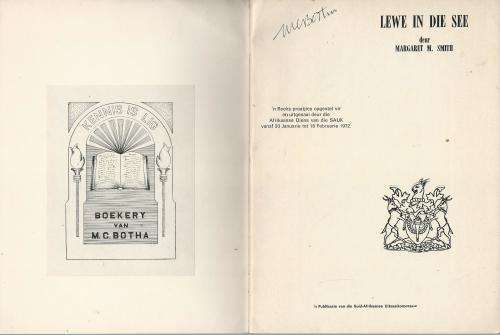 KENNIS IS LIG
BOEKERY
VAN
M.C. BOTHA
MCBotha
LEWE IN DIE SEE
deur
MARGARET M. SMITH
'n Reeks praatjies opgestel vir
en uitgesaai deur die
Afrikaanse Diens van die SAUK
vanaf 30 Januarie tot 18 Februarie 1972
'n Publikasie van die Suid-Afrikaanse Uitsaaikorporasie